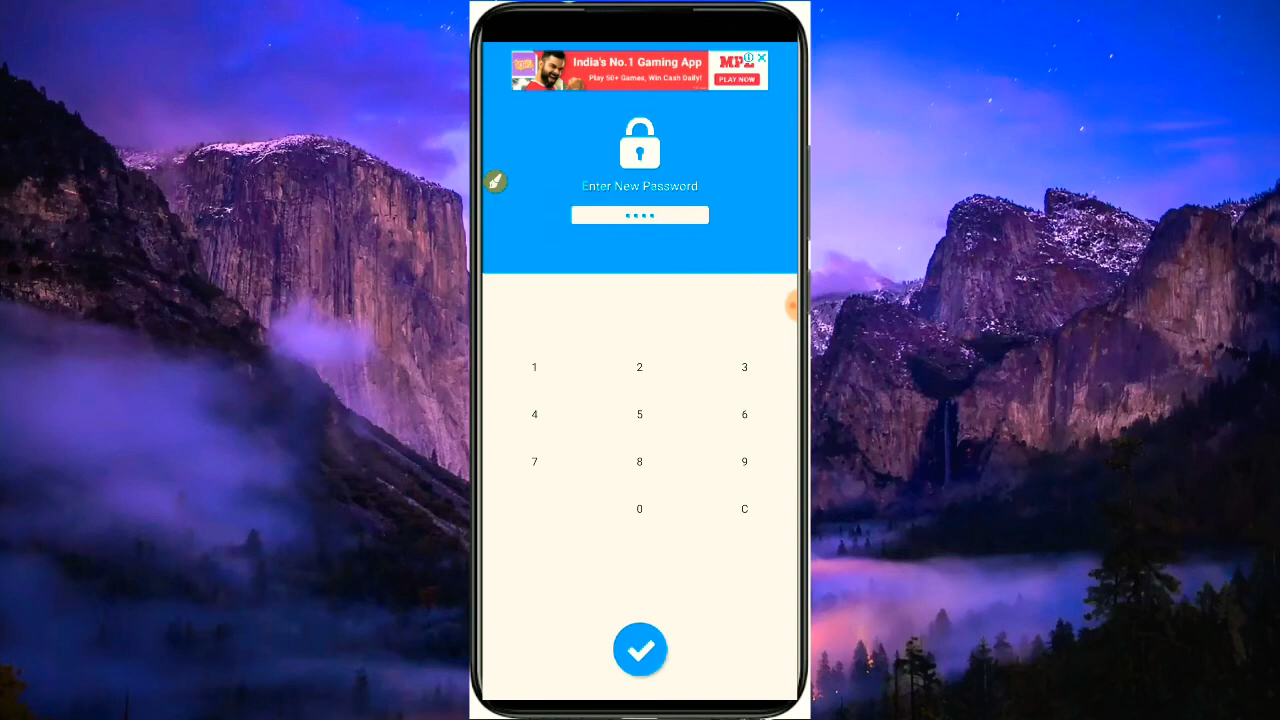 India's No.1 Gaming App
Play 50+ Games, Win Cash Daily!
MPL
PLAY NOW
Enter New Password
1 2 3
4 5 6
7 8 9
0 C